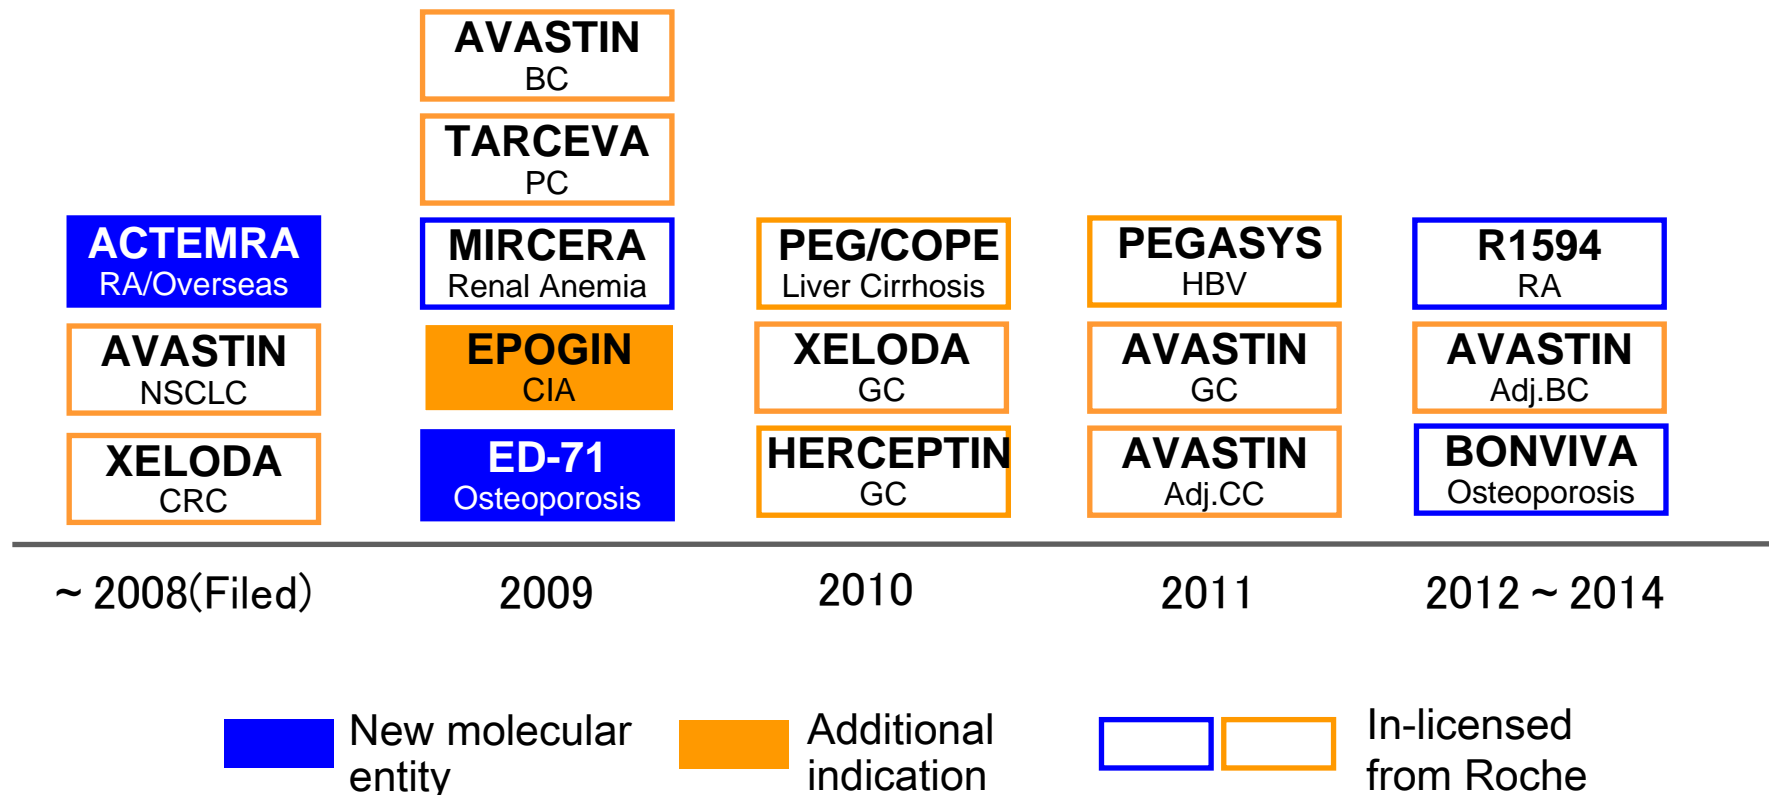 AVASTIN
BC
TARCEVA
PC
ACTEMRA
RA/Overseas
MIRCERA
Renal Anemia
PEG/COPE
Liver Cirrhosis
PEGASYS
HBV
R1594
RA
AVASTIN
NSCLC
EPOGIN
CIA
XELODA
GC
AVASTIN
GC
AVASTIN
Adj.BC
XELODA
CRC
ED-71
Osteoporosis
HERCEPTIN
GC
AVASTIN
Adj.CC
BONVIVA
Osteoporosis
~ 2008(Filed)
2009
2010
2011
2012 ~ 2014
New molecular
entity
Additional
indication
In-licensed
from Roche